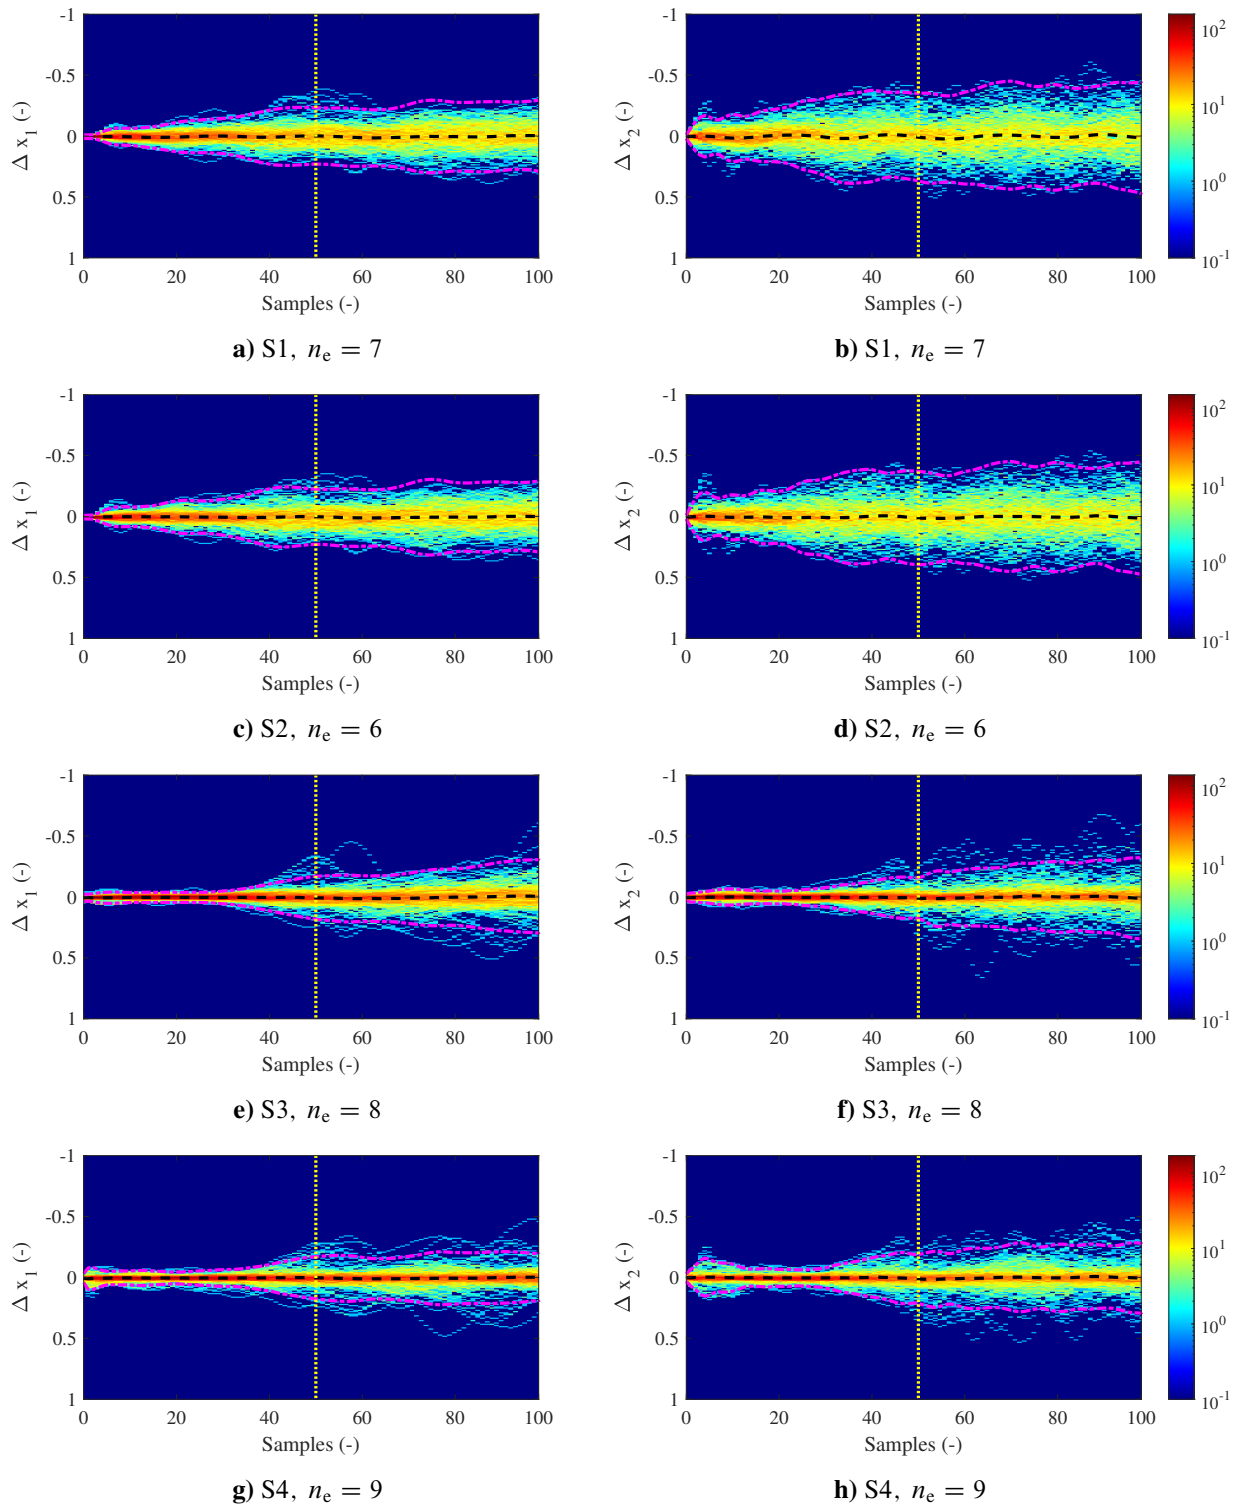 -1
-0.5
0
0.5
1
Δ x1 (-)
0 20 40 60 80 100
Samples (-)
a) S1, ne = 7
-1
-0.5
0
0.5
1
Δ x2 (-)
0 20 40 60 80 100
Samples (-)
10^2
10^1
10^0
10^-1
b) S1, ne = 7
-1
-0.5
0
0.5
1
Δ x1 (-)
0 20 40 60 80 100
Samples (-)
c) S2, ne = 6
-1
-0.5
0
0.5
1
Δ x2 (-)
0 20 40 60 80 100
Samples (-)
10^2
10^1
10^0
10^-1
d) S2, ne = 6
-1
-0.5
0
0.5
1
Δ x1 (-)
0 20 40 60 80 100
Samples (-)
e) S3, ne = 8
-1
-0.5
0
0.5
1
Δ x2 (-)
0 20 40 60 80 100
Samples (-)
10^2
10^1
10^0
10^-1
f) S3, ne = 8
-1
-0.5
0
0.5
1
Δ x1 (-)
0 20 40 60 80 100
Samples (-)
g) S4, ne = 9
-1
-0.5
0
0.5
1
Δ x2 (-)
0 20 40 60 80 100
Samples (-)
10^2
10^1
10^0
10^-1
h) S4, ne = 9